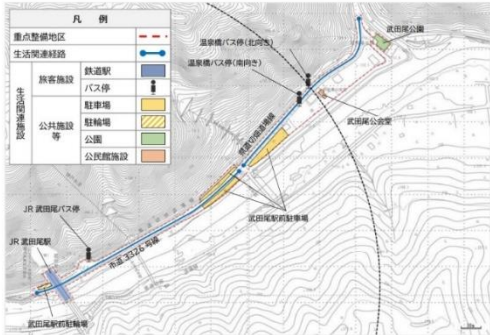 凡 例
重点整備地区
生活関連経路
生活関連施設
旅客施設
鉄道駅
バス停
公共施設等
駐車場
駐輪場
公園
公民館施設
武田尾公園
温泉橋バス停(北向き)
温泉橋バス停(南向き)
武田尾公会堂
武田尾駅前駐車場
JR 武田尾バス停
市道 3326 号線
JR 武田尾駅
武田尾駅前駐輪場